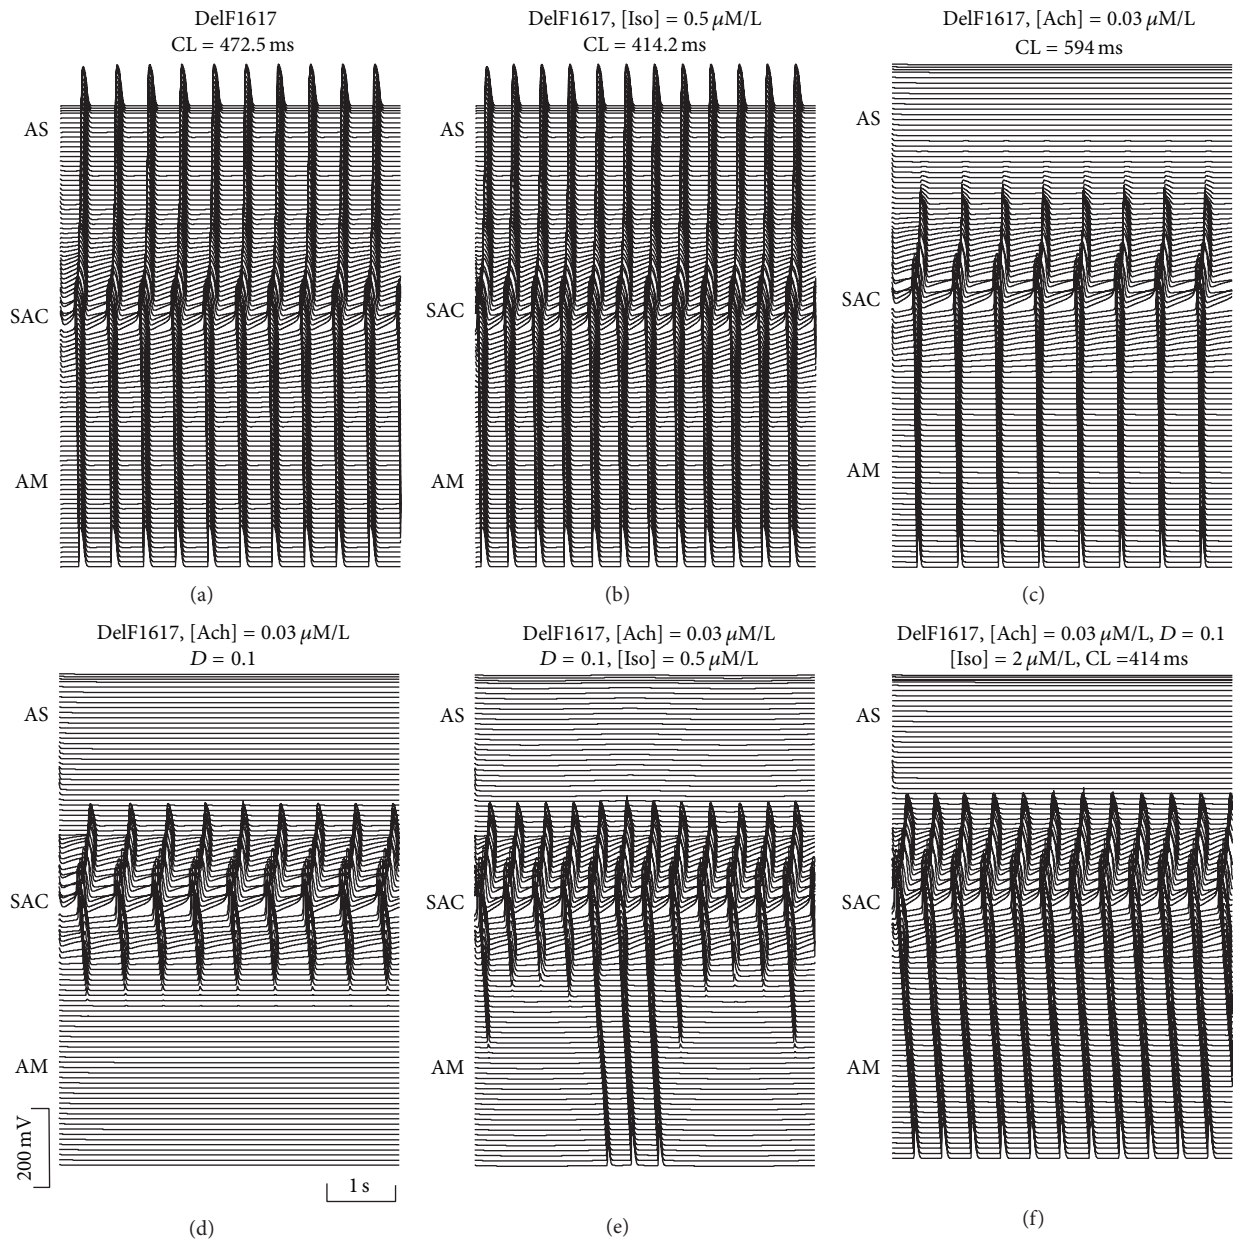 DelF1617
CL = 472.5 ms
AS
SAC
AM
(a)
DelF1617, [Iso] = 0.5 μM/L
CL = 414.2 ms
AS
SAC
AM
(b)
DelF1617, [Ach] = 0.03 μM/L
CL = 594 ms
AS
SAC
AM
(c)
DelF1617, [Ach] = 0.03 μM/L
D = 0.1
AS
SAC
AM
200 mV
1 s
(d)
DelF1617, [Ach] = 0.03 μM/L
D = 0.1, [Iso] = 0.5 μM/L
AS
SAC
AM
(e)
DelF1617, [Ach] = 0.03 μM/L, D = 0.1
[Iso] = 2 μM/L, CL =414 ms
AS
SAC
AM
(f)